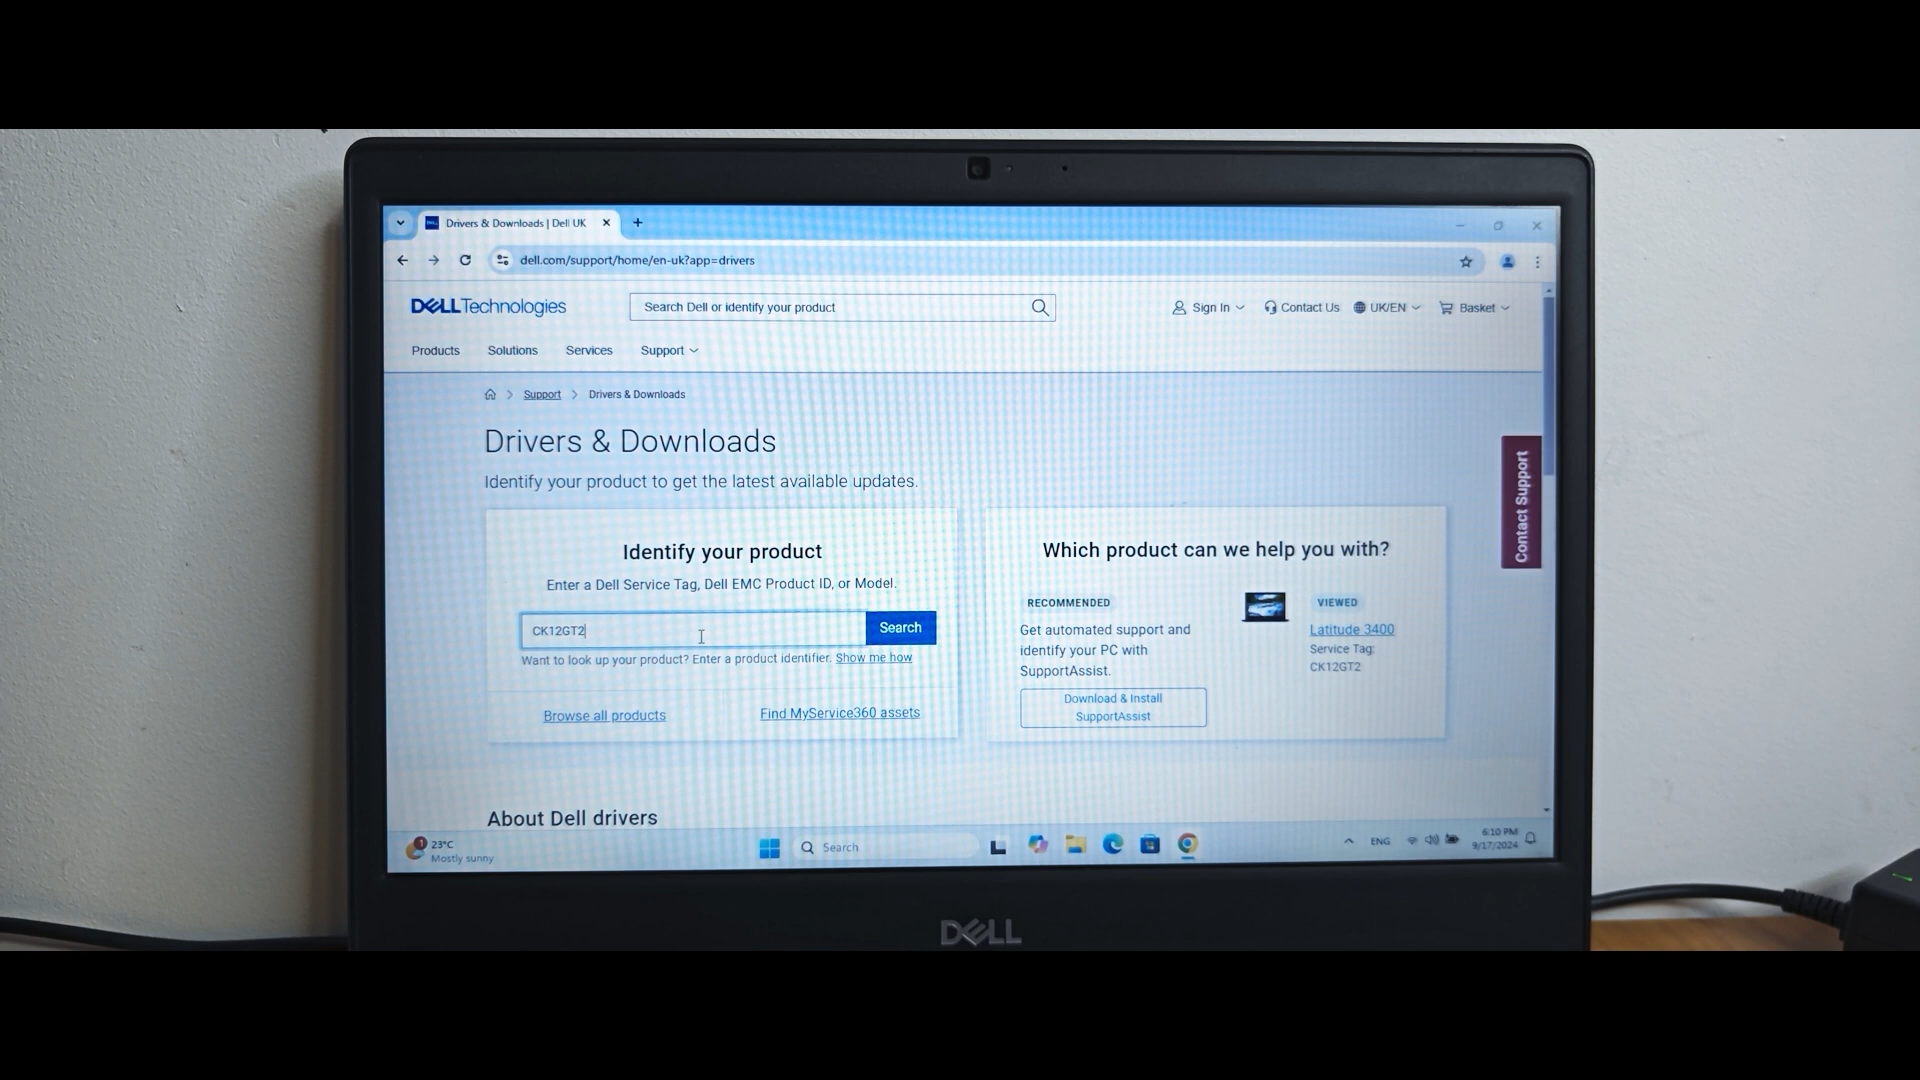 Drivers & Downloads | Dell UK
dell.com/support/home/en-uk?app=drivers
DELL Technologies
Search Dell or identify your product
Sign In
Contact Us
UK/EN
Basket
Products
Solutions
Services
Support
Support
Drivers & Downloads
Drivers & Downloads
Identify your product to get the latest available updates.
Identify your product
Enter a Dell Service Tag, Dell EMC Product ID, or Model.
CK12GT2
Search
Want to look up your product? Enter a product identifier. Show me how
Browse all products
Find MyService360 assets
Which product can we help you with?
RECOMMENDED
Get automated support and
identify your PC with
SupportAssist.
Download & Install
SupportAssist
VIEWED
Latitude 3400
Service Tag:
CK12GT2
Contact Support
About Dell drivers
1
23°C
Mostly sunny
Search
ENG
6:10 PM
9/17/2024
DELL